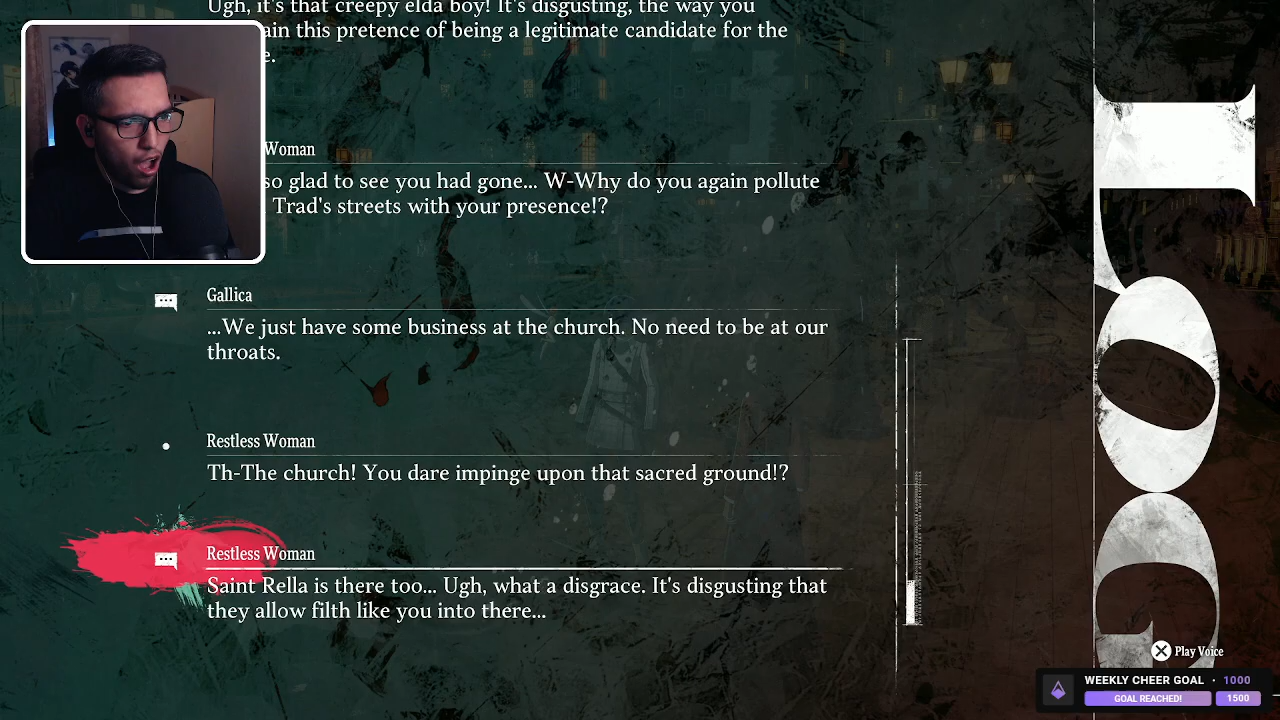 Ugh, it's that creepy elda boy! It's disgusting, the way you
ain this pretence of being a legitimate candidate for the
e.
Woman
so glad to see you had gone... W-Why do you again pollute
Trad's streets with your presence!?
Gallica
...We just have some business at the church. No need to be at our
throats.
Restless Woman
Th-The church! You dare impinge upon that sacred ground!?
Restless Woman
Saint Rella is there too... Ugh, what a disgrace. It's disgusting that
they allow filth like you into there...
LOG
Play Voice
WEEKLY CHEER GOAL · 1000
GOAL REACHED! 1500